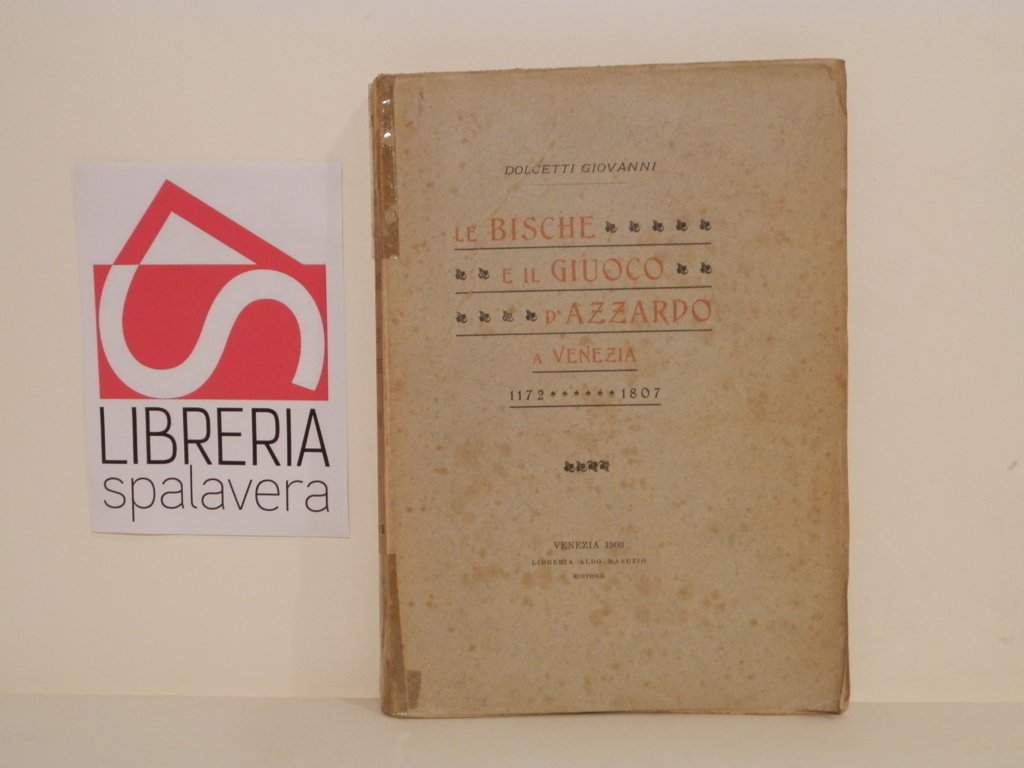 LIBRERIA
spalavera
DOLCETTI GIOVANNI
LE BISCHE
E IL GIUOCO
D'AZZARDO
A VENEZIA
1172 1807
VENEZIA 1903
LIBRERIA ALDO MANUZIO
EDITRICE